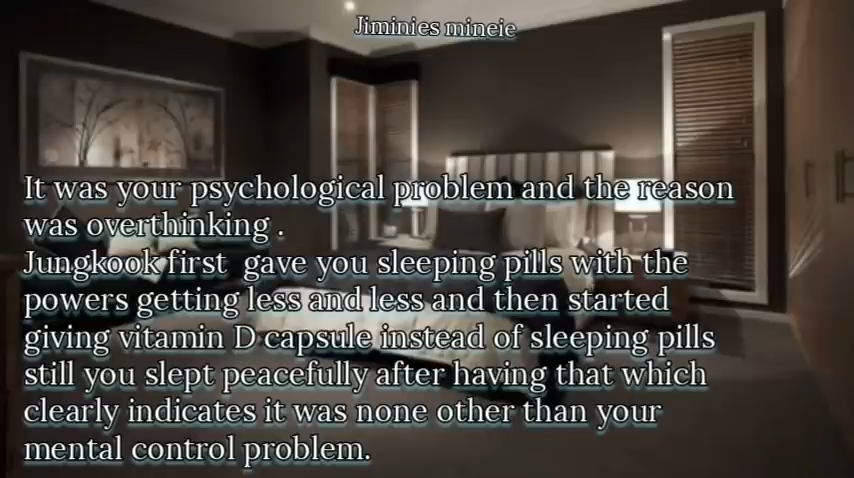 Jiminies mineie
It was your psychological problem and the reason
was overthinking .
Jungkook first gave you sleeping pills with the
powers getting less and less and then started
giving vitamin D capsule instead of sleeping pills
still you slept peacefully after having that which
clearly indicates it was none other than your
mental control problem.